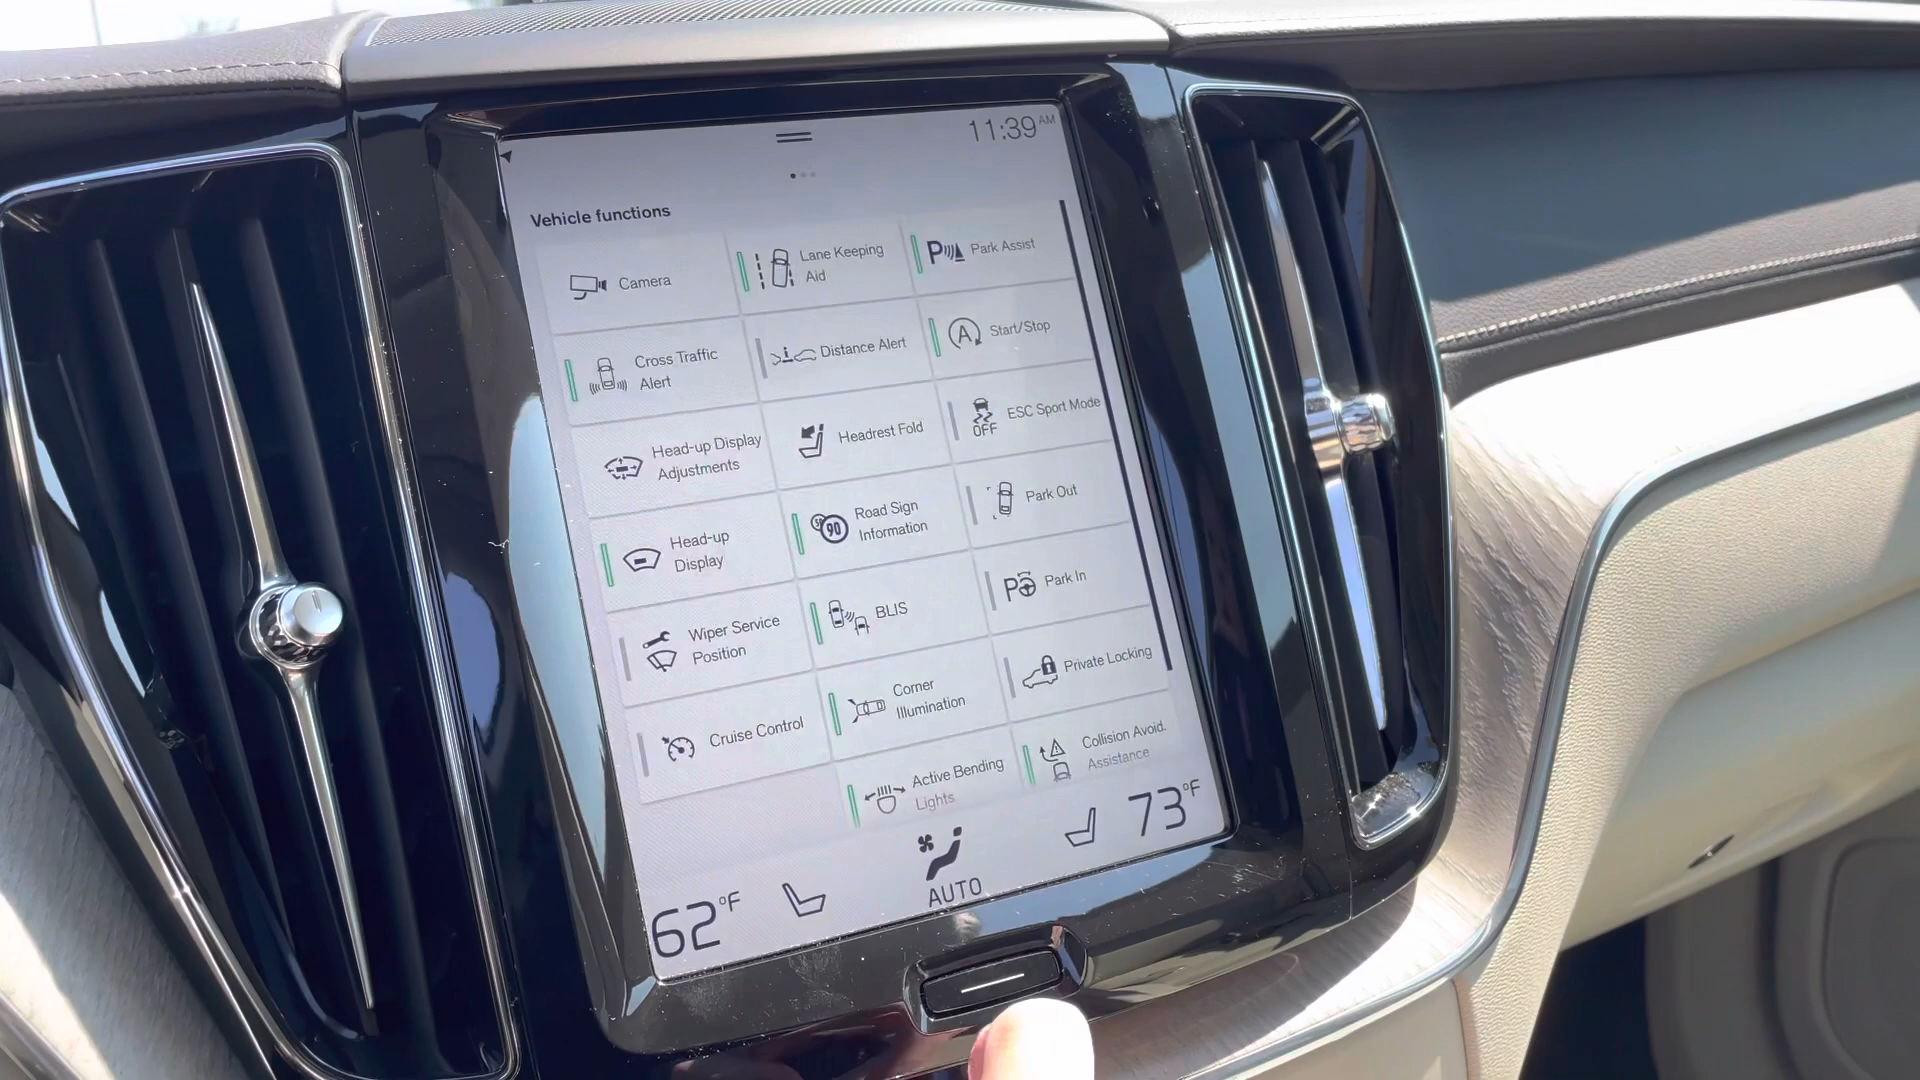 11:39 AM
Vehicle functions
Camera
Lane Keeping
Aid
P Park Assist
Cross Traffic
Alert
Distance Alert
A Start/Stop
Head-up Display
Adjustments
Headrest Fold
OFF ESC Sport Mode
Head-up
Display
50 90 Road Sign
Information
Park Out
Wiper Service
Position
BLIS
P Park In
Cruise Control
Corner
Illumination
Private Locking
Active Bending
Lights
Collision Avoid.
Assistance
62°F
AUTO
73°F